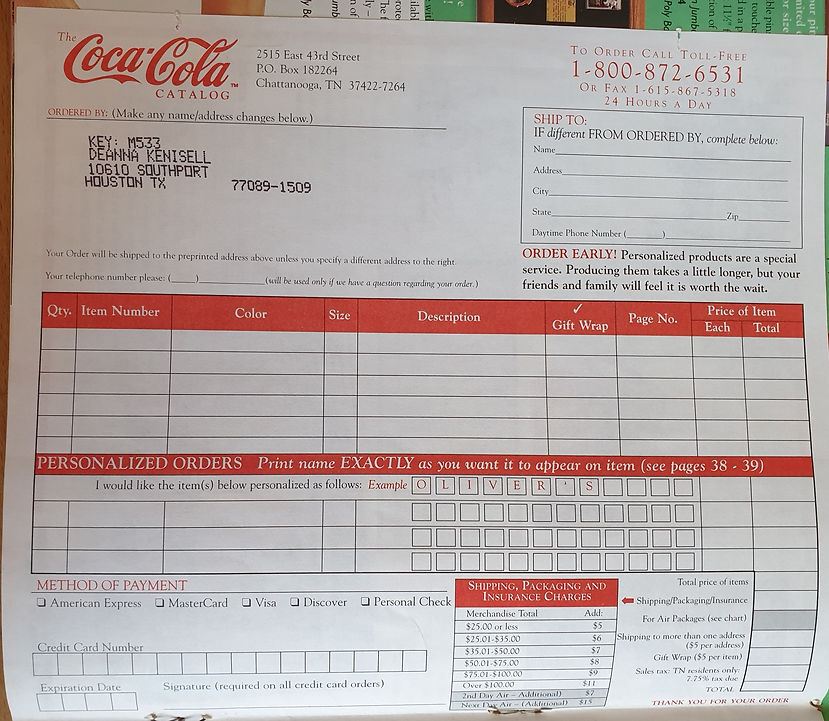 The
Coca-Cola™
CATALOG
2515 East 43rd Street
P.O. Box 182264
Chattanooga, TN 37422-7264
TO ORDER CALL TOLL-FREE
1-800-872-6531
OR FAX 1-615-867-5318
24 HOURS A DAY
ORDERED BY: (Make any name/address changes below.)
KEY: M533
DEANNA KENISELL
10610 SOUTHPORT
HOUSTON TX 77089-1509
SHIP TO:
IF different FROM ORDERED BY, complete below:
Name
Address
City
State Zip
Daytime Phone Number ( )
Your Order will be shipped to the preprinted address above unless you specify a different address to the right.
Your telephone number please: ( ) (will be used only if we have a question regarding your order.)
ORDER EARLY! Personalized products are a special
service. Producing them takes a little longer, but your
friends and family will feel it is worth the wait.
Qty. Item Number Color Size Description ✓ Gift Wrap Page No. Price of Item
Each Total
PERSONALIZED ORDERS Print name EXACTLY as you want it to appear on item (see pages 38 - 39)
I would like the item(s) below personalized as follows: Example O L I V E R ' S
METHOD OF PAYMENT
❑ American Express ❑ MasterCard ❑ Visa ❑ Discover ❑ Personal Check
Credit Card Number
Expiration Date Signature (required on all credit card orders)
SHIPPING, PACKAGING AND
INSURANCE CHARGES
Merchandise Total Add:
$25.00 or less $5
$25.01-$35.00 $6
$35.01-$50.00 $7
$50.01-$75.00 $8
$75.01-$100.00 $9
Over $100.00 $11
2nd Day Air – Additional) $7
Next Day Air – (Additional) $15
Total price of items
Shipping/Packaging/Insurance
For Air Packages (see chart)
Shipping to more than one address
($5 per address)
Gift Wrap ($5 per item)
Sales tax: TN residents only:
7.75% tax due
TOTAL
THANK YOU FOR YOUR ORDER